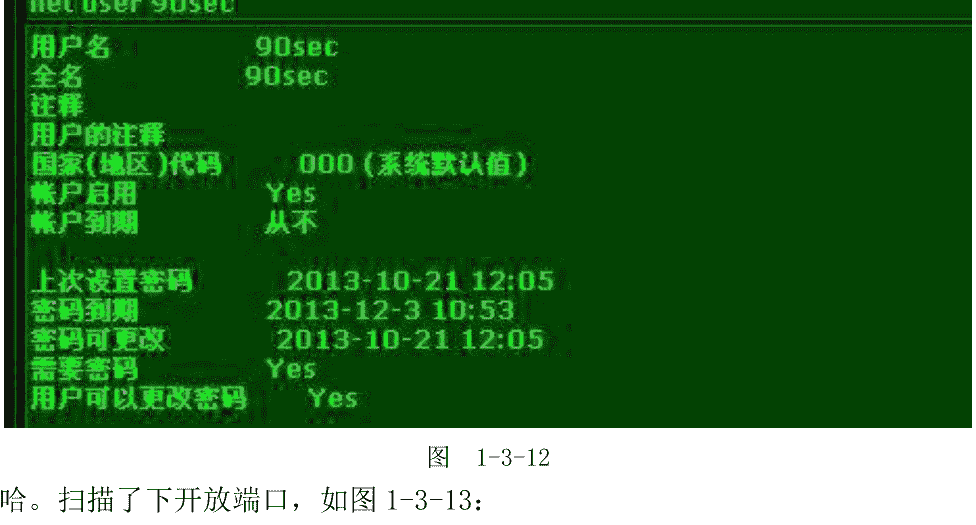 net user 90sec
用户名 90sec
全名 90sec
注释
用户的注释
国家(地区)代码 000 (系统默认值)
帐户启用 Yes
帐户到期 从不
上次设置密码 2013-10-21 12:05
密码到期 2013-12-3 10:53
密码可更改 2013-10-21 12:05
需要密码 Yes
用户可以更改密码 Yes
图 1-3-12
哈。扫描了下开放端口，如图 1-3-13：